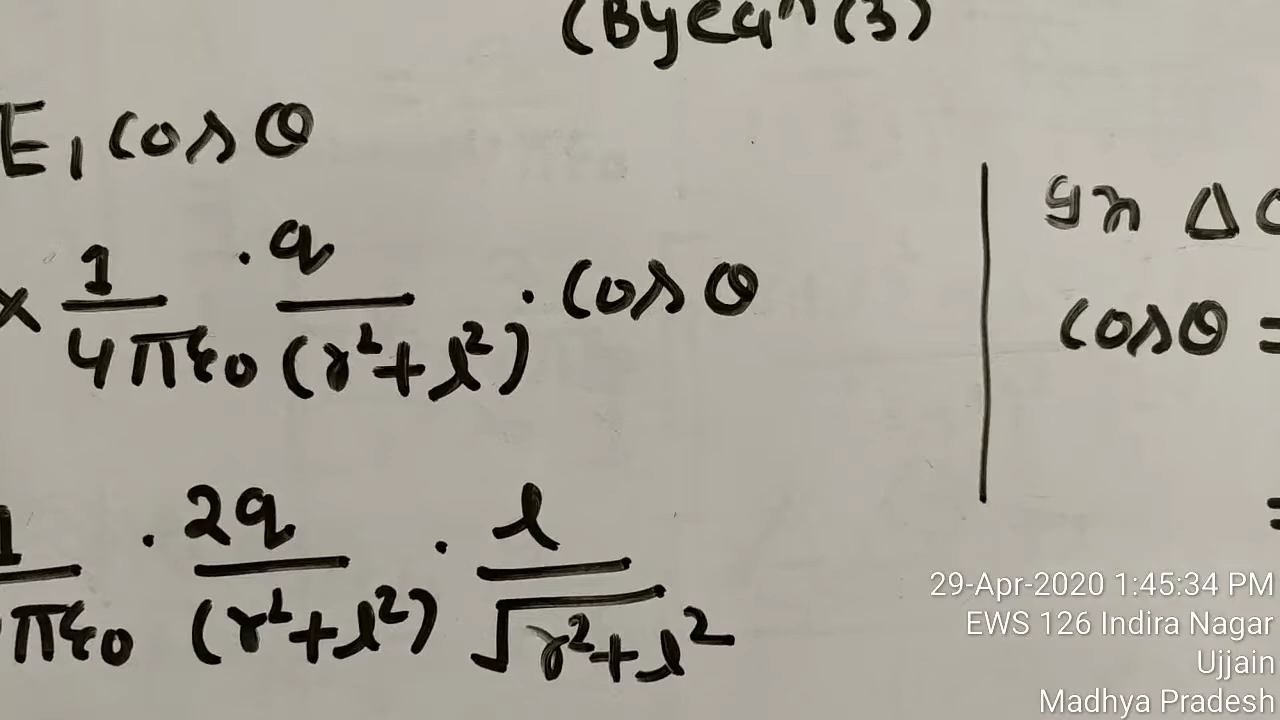 (By eqⁿ (3)
E₁ cos θ
× 1/4πε₀ · q/(r²+l²) · cos θ
1/πε₀ · 2q/(r²+l²) · l/√r²+l²
In Δ
cos θ =
=
29-Apr-2020 1:45:34 PM
EWS 126 Indira Nagar
Ujjain
Madhya Pradesh